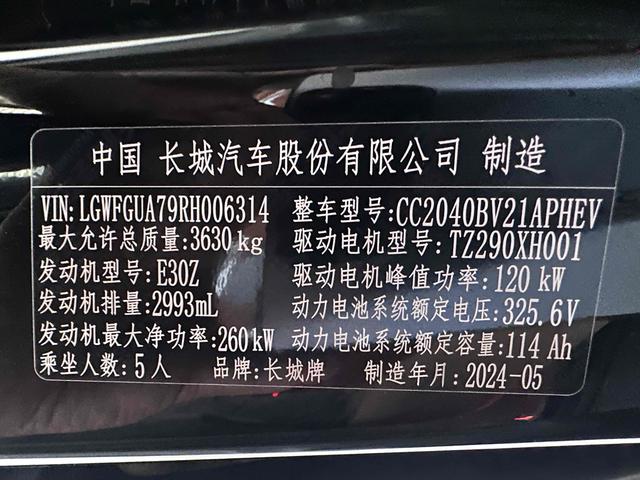 中国 长城汽车股份有限公司 制造
VIN: LGWFGUA79RH006314 整车型号:CC2040BV21APHEV
最大允许总质量:3630 kg 驱动电机型号:TZ290XH001
发动机型号:E30Z 驱动电机峰值功率:120 kW
发动机排量:2993mL 动力电池系统额定电压:325.6V
发动机最大净功率:260kW 动力电池系统额定容量:114 Ah
乘坐人数:5人 品牌:长城牌 制造年月:2024-05